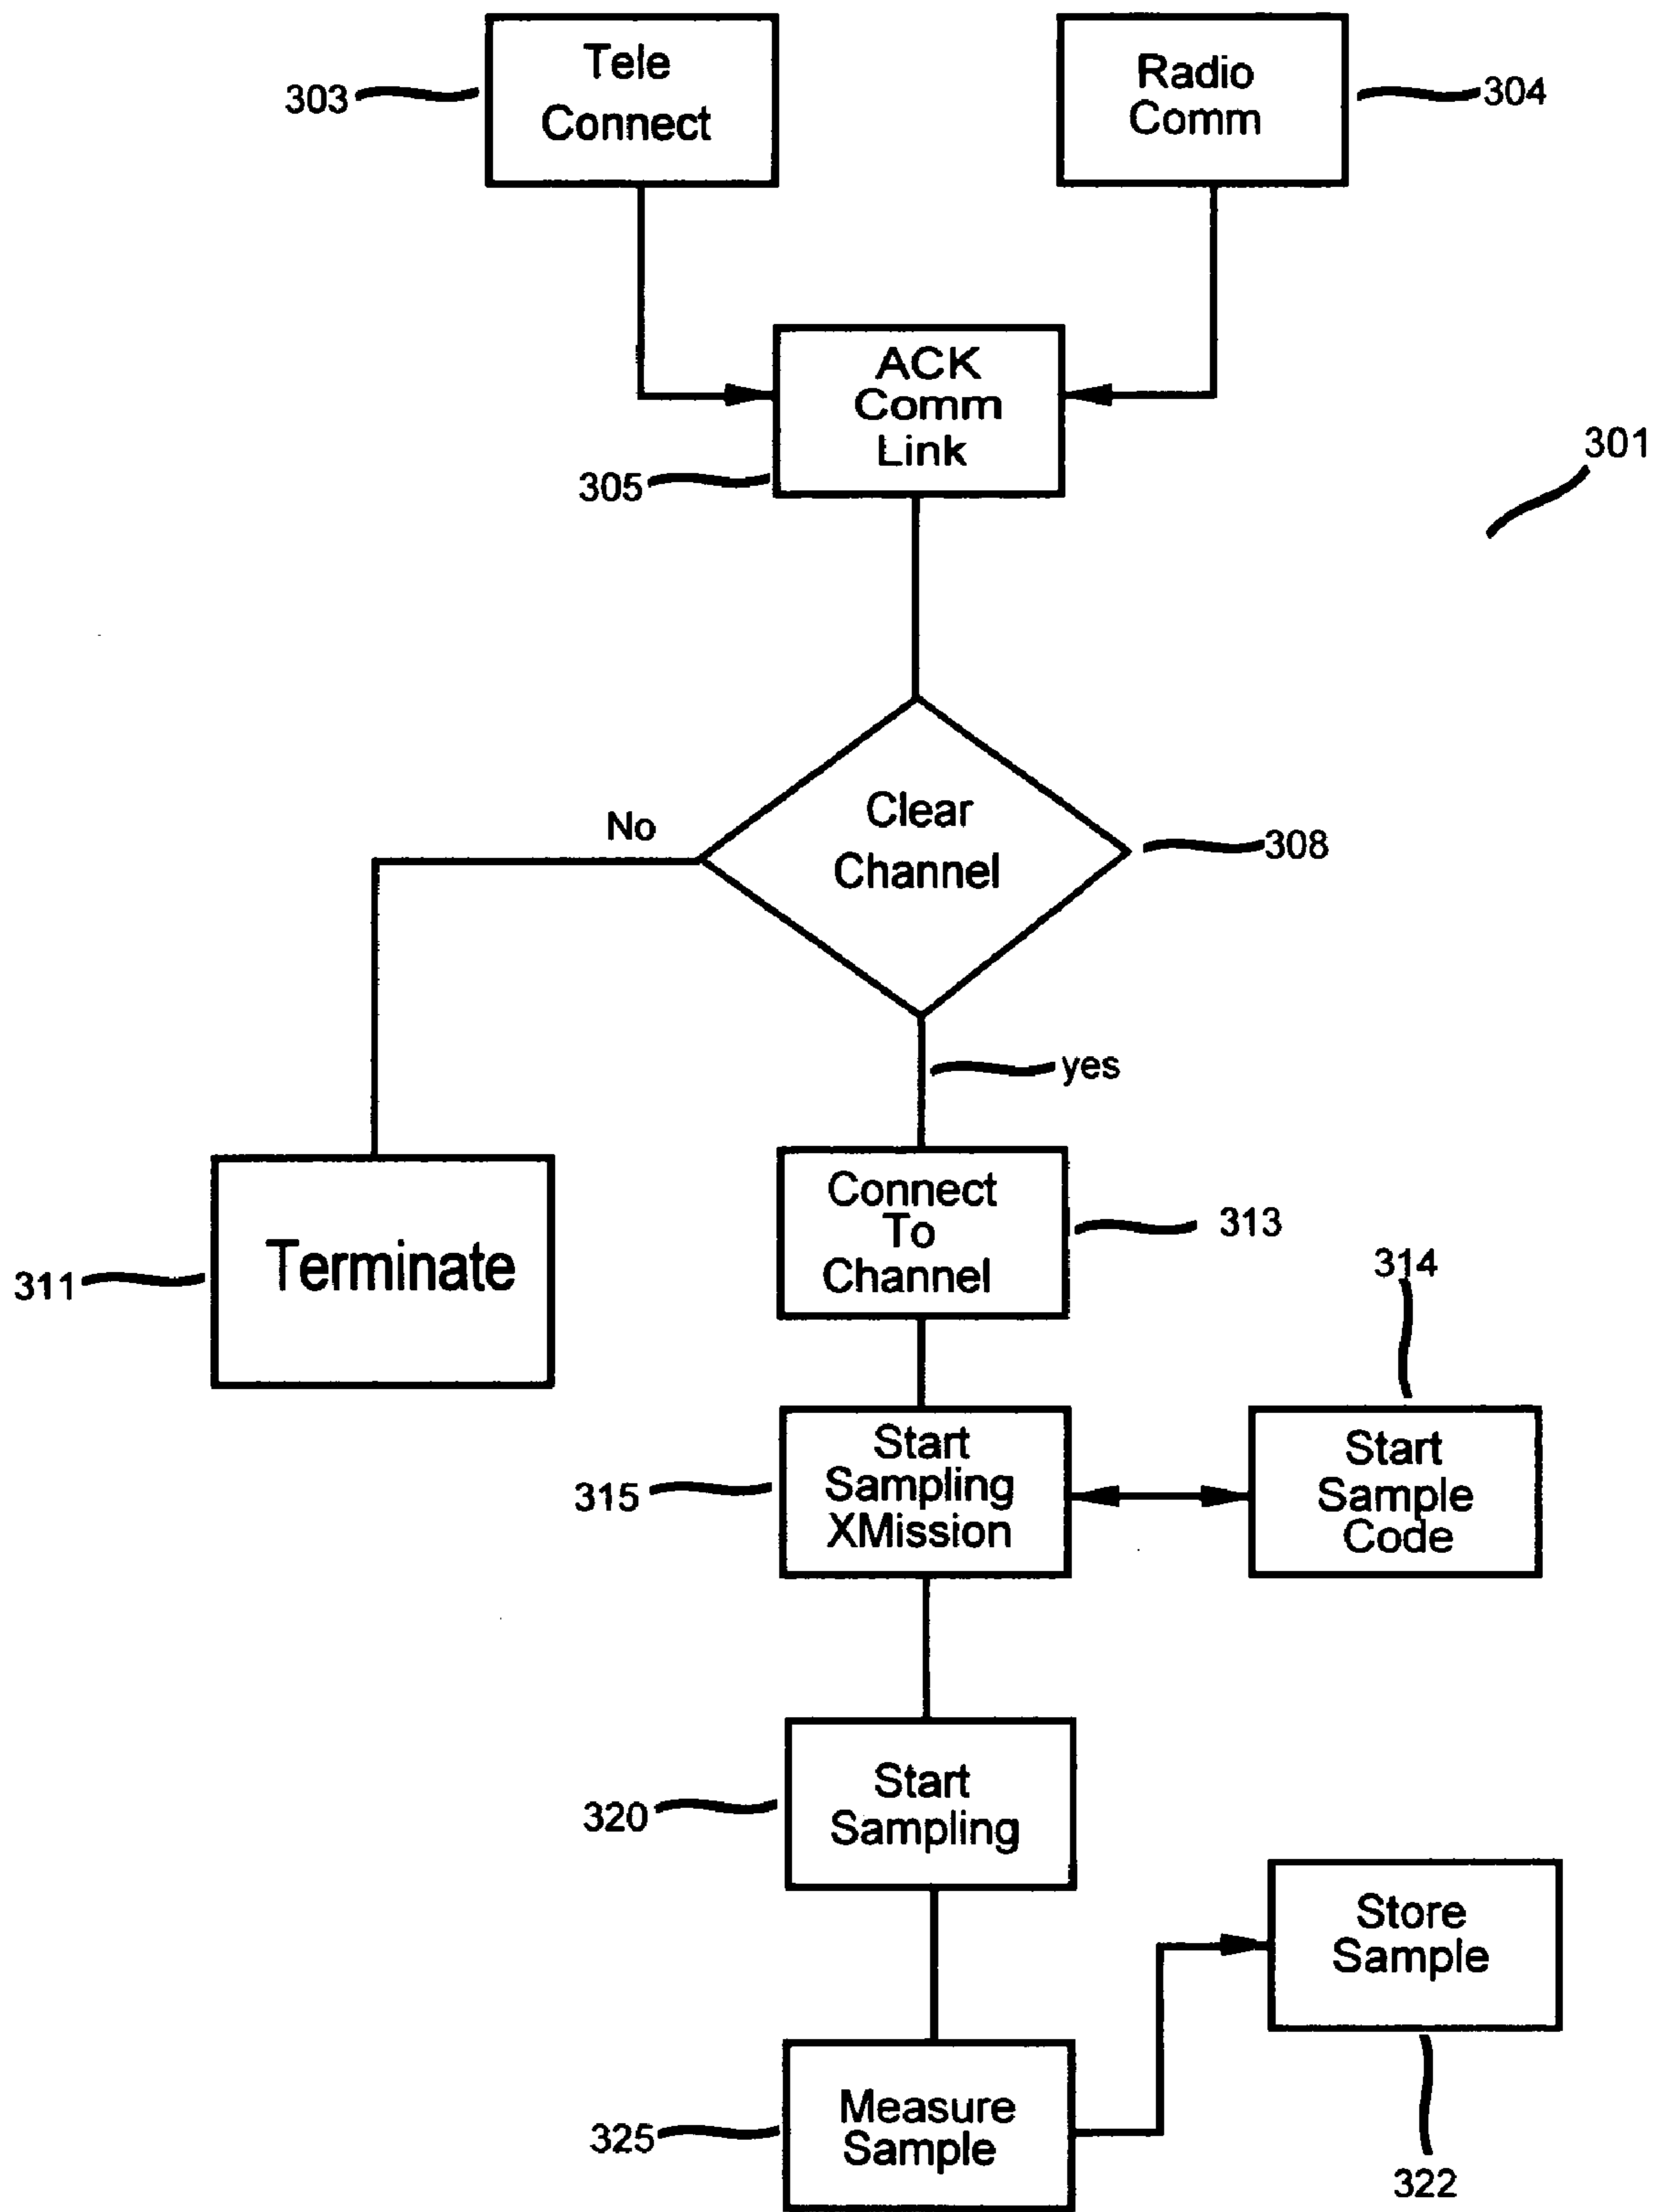 303
Tele
Connect
Radio
Comm
304
ACK
Comm
Link
305
301
No
Clear
Channel
308
yes
311
Terminate
Connect
To
Channel
313
314
315
Start
Sampling
XMission
Start
Sample
Code
320
Start
Sampling
Store
Sample
322
325
Measure
Sample